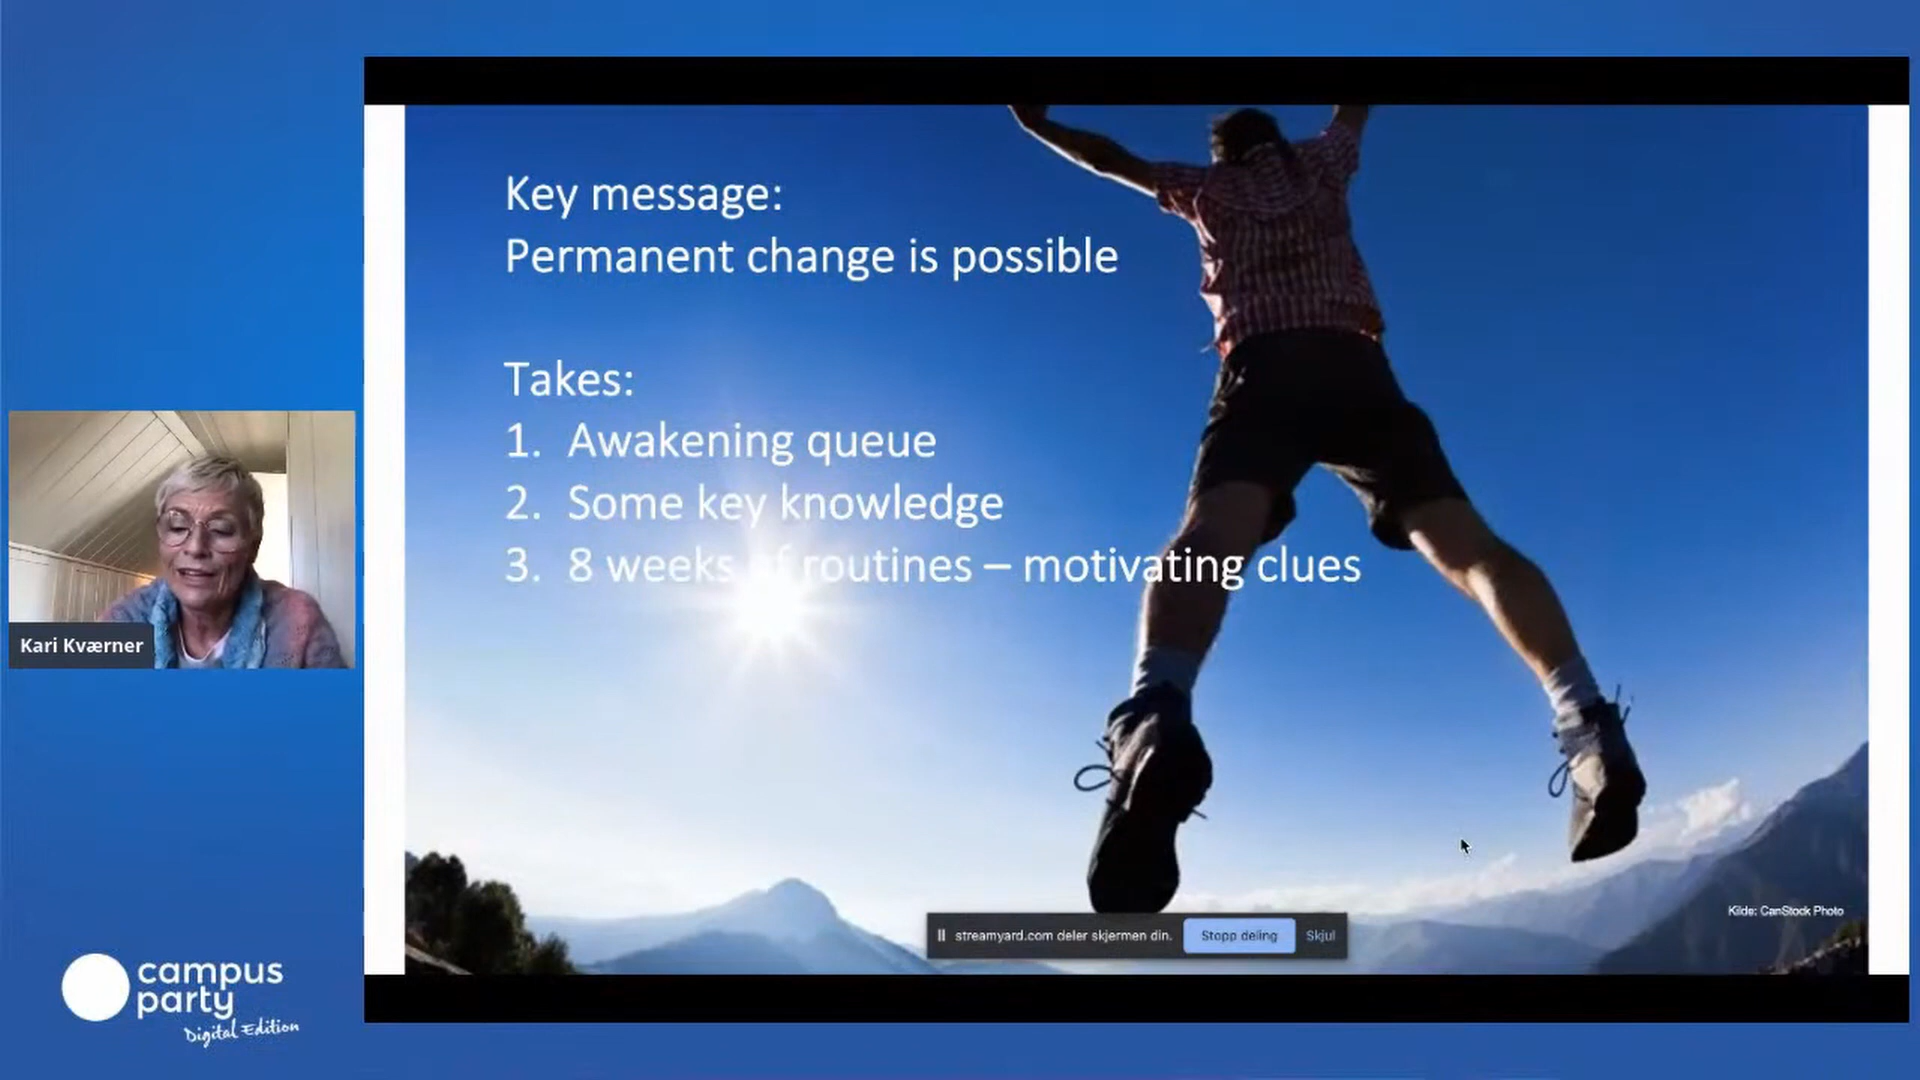 Key message:
Permanent change is possible
Takes:
1. Awakening queue
2. Some key knowledge
3. 8 weeks of routines – motivating clues
Kari Kværner
Kilde: CanStock Photo
streamyard.com deler skjermen din. Stopp deling Skjul
campus
party
Digital Edition